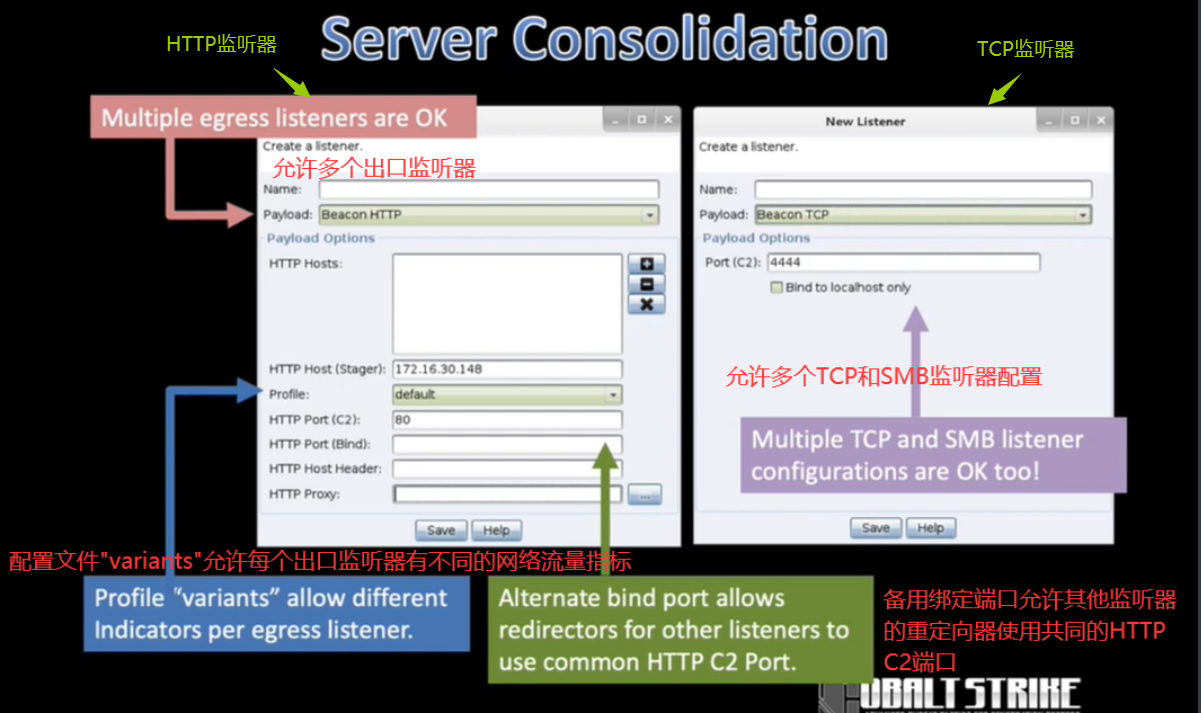 Server Consolidation
HTTP监听器
TCP监听器
Multiple egress listeners are OK
Create a listener.
允许多个出口监听器
Name:
Payload: Beacon HTTP
Payload Options
HTTP Hosts:
HTTP Host (Stager): 172.16.30.148
Profile: default
HTTP Port (C2): 80
HTTP Port (Bind):
HTTP Host Header:
HTTP Proxy:
...
Save Help
New Listener
Create a listener.
Name:
Payload: Beacon TCP
Payload Options
Port (C2): 4444
Bind to localhost only
允许多个TCP和SMB监听器配置
Multiple TCP and SMB listener
configurations are OK too!
Save Help
配置文件"variants"允许每个出口监听器有不同的网络流量指标
Profile “variants” allow different
Indicators per egress listener.
Alternate bind port allows
redirectors for other listeners to
use common HTTP C2 Port.
备用绑定端口允许其他监听器
的重定向器使用共同的HTTP
C2端口
COBALT STRIKE